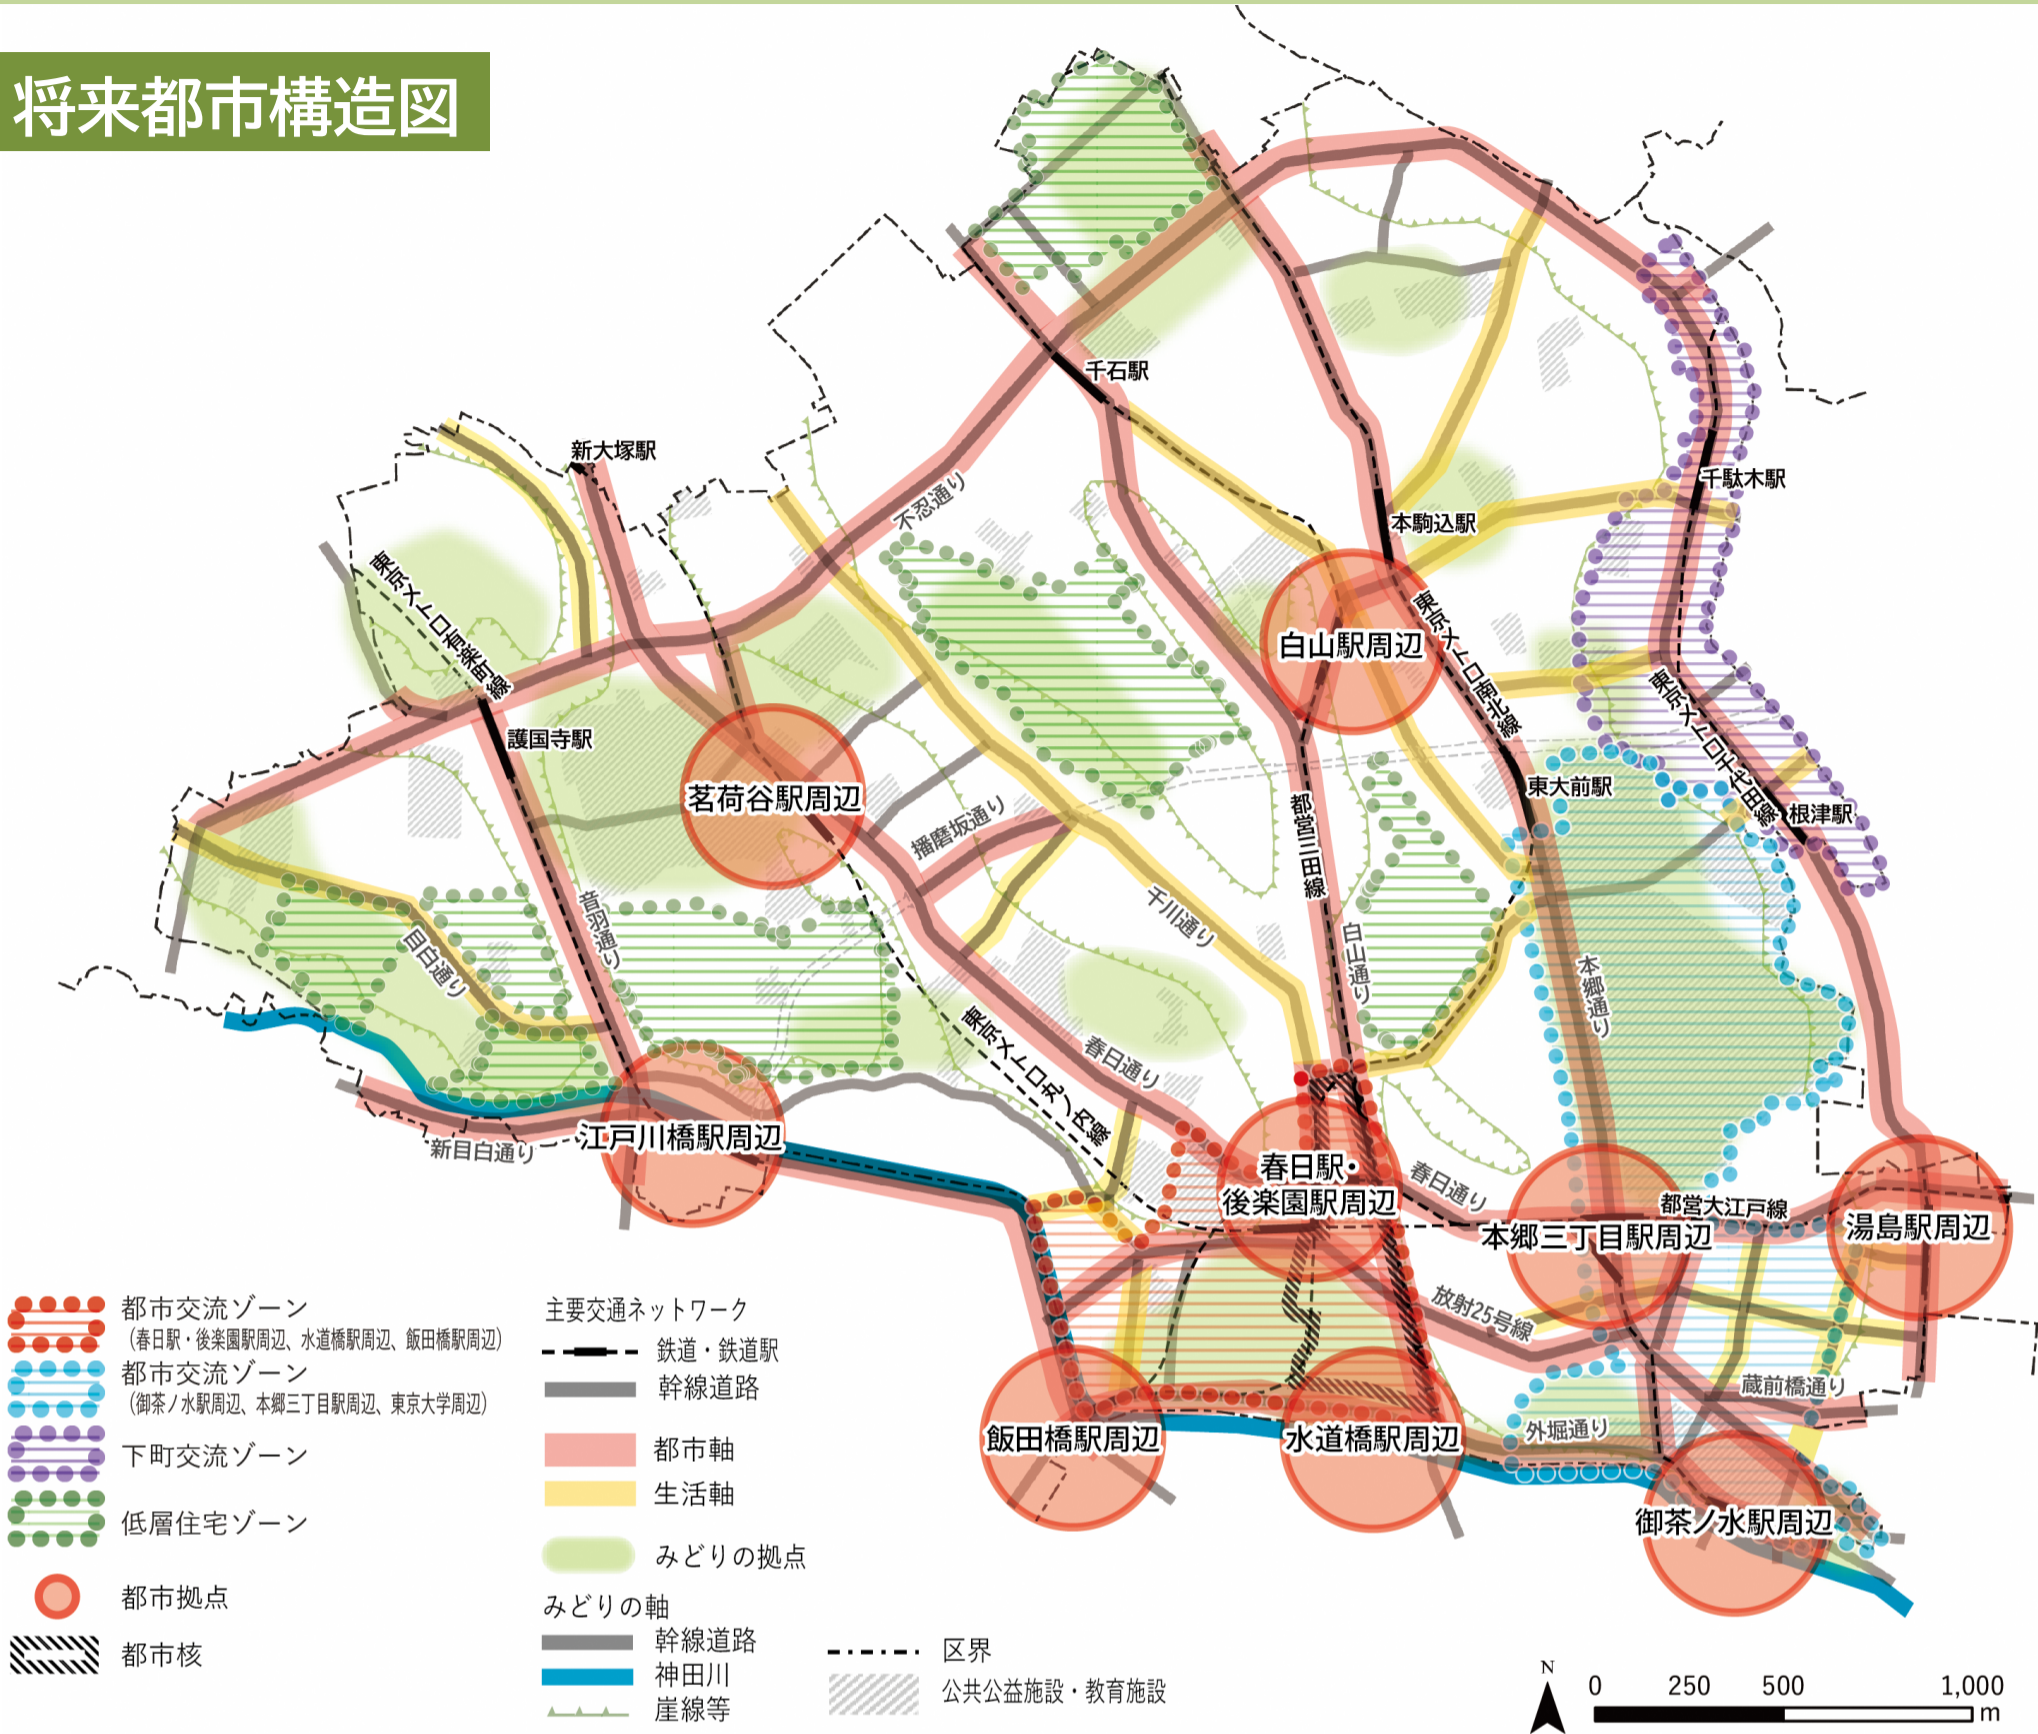 将来都市構造図
千石駅
新大塚駅
不忍通り
千駄木駅
本駒込駅
東京メトロ有楽町線
白山駅周辺
東京メトロ南北線
護国寺駅
東京メトロ千代田線
茗荷谷駅周辺
東大前駅
根津駅
播磨坂通り
都営三田線
千川通り
音羽通り
目白通り
白山通り
本郷通り
東京メトロ丸ノ内線
春日通り
江戸川橋駅周辺
新目白通り
春日駅・
後楽園駅周辺
春日通り
都営大江戸線
本郷三丁目駅周辺
湯島駅周辺
放射25号線
蔵前橋通り
外堀通り
飯田橋駅周辺
水道橋駅周辺
御茶ノ水駅周辺
都市交流ゾーン
（春日駅・後楽園駅周辺、水道橋駅周辺、飯田橋駅周辺）
都市交流ゾーン
（御茶ノ水駅周辺、本郷三丁目駅周辺、東京大学周辺）
下町交流ゾーン
低層住宅ゾーン
都市拠点
都市核
主要交通ネットワーク
鉄道・鉄道駅
幹線道路
都市軸
生活軸
みどりの拠点
みどりの軸
幹線道路
神田川
崖線等
区界
公共公益施設・教育施設
N
0 250 500 1,000
m